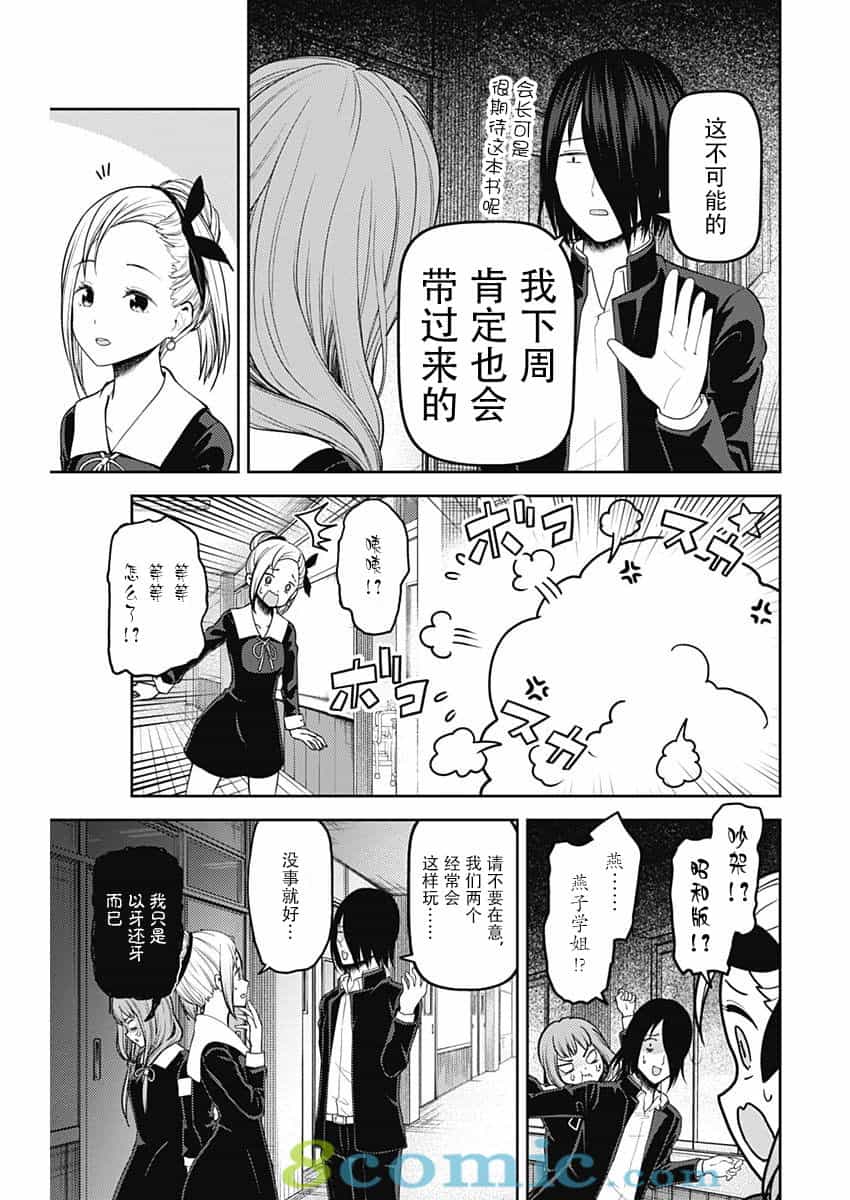 这不可能的
会长可是
很期待这本书呢
我下周
肯定也会
带过来的
ボコ
スカ
咦咦!?
等等
等等
怎么了!?
ボコ
スカ
吵架!?
昭和版!?
燕……
燕子学姐!?
请不要在意,
我们两个
经常会
这样玩……
没事就好…
我只是
以牙还牙
而已
8comic.com